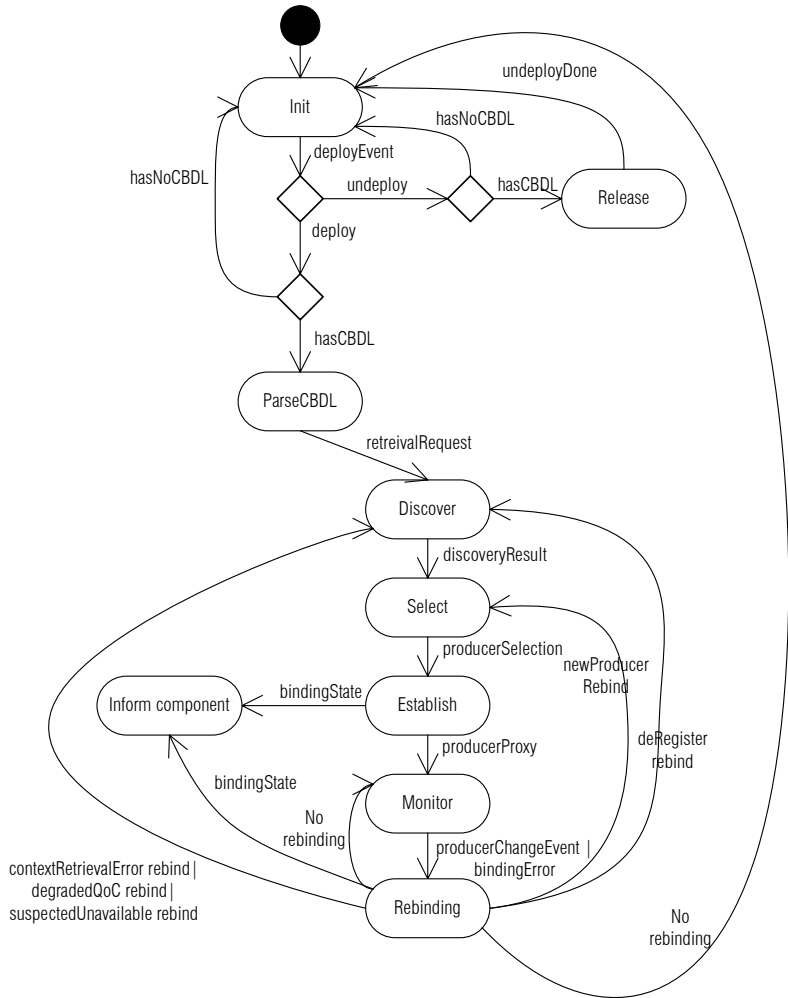 undeployDone
Init
hasNoCBDL
deployEvent
hasNoCBDL
undeploy
hasCBDL
Release
deploy
hasCBDL
ParseCBDL
retreivalRequest
Discover
discoveryResult
Select
producerSelection
newProducer
Rebind
Inform component
bindingState
Establish
deRegister
rebind
producerProxy
bindingState
Monitor
No
rebinding
producerChangeEvent |
bindingError
contextRetrievalError rebind |
degradedQoC rebind |
suspectedUnavailable rebind
Rebinding
No
rebinding